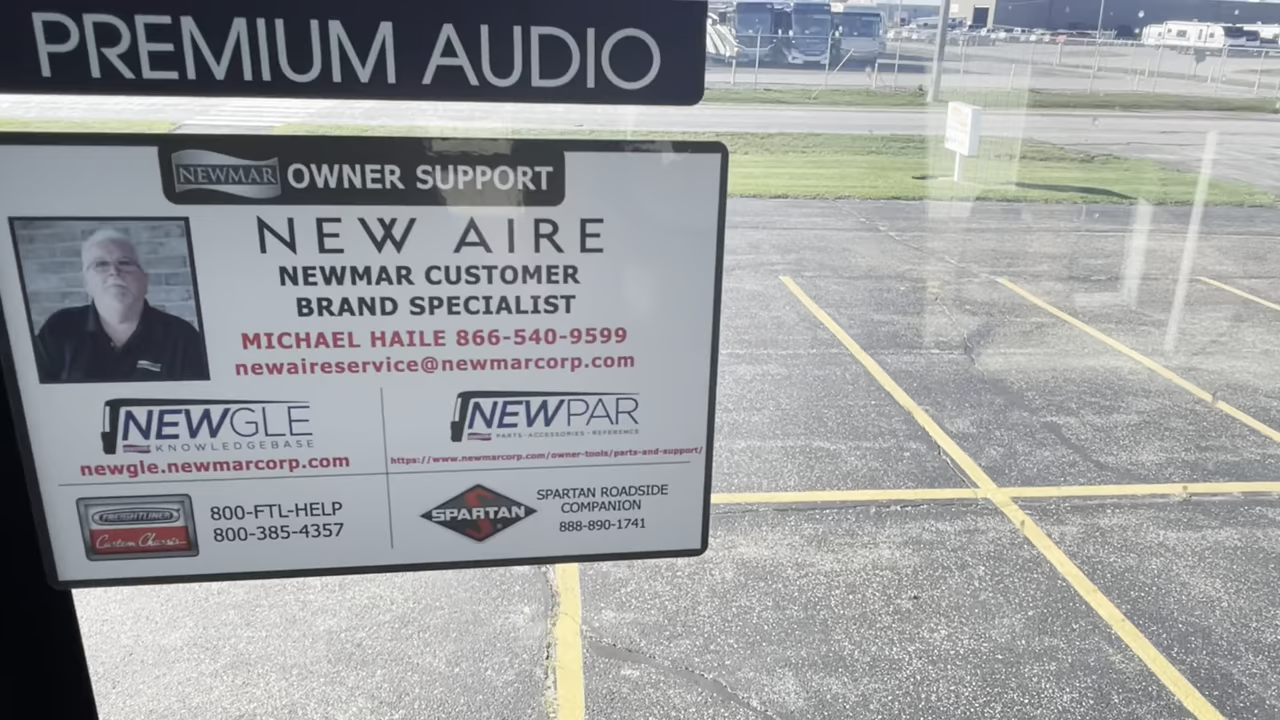 PREMIUM AUDIO
NEWMAR OWNER SUPPORT
NEW AIRE
NEWMAR CUSTOMER
BRAND SPECIALIST
MICHAEL HAILE 866-540-9599
newaireservice@newmarcorp.com
NEWGLE
KNOWLEDGEBASE
newgle.newmarcorp.com
NEWPAR
PARTS-ACCESSORIES-REFERENCE
https://www.newmarcorp.com/owner-tools/parts-and-support/
FREIGHTLINER
Custom Chassis
800-FTL-HELP
800-385-4357
SPARTAN
SPARTAN ROADSIDE
COMPANION
888-890-1741